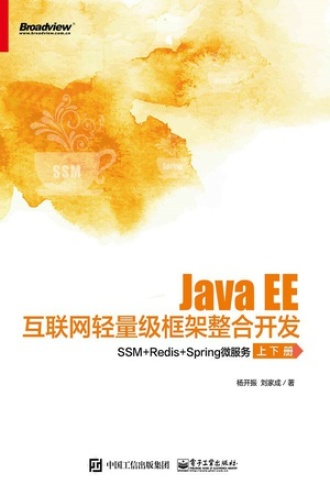 Broadview®
www.broadview.com.cn
SSM
Java EE
互联网轻量级框架整合开发
SSM+Redis+Spring微服务 上下册
杨开振 刘家成/著
中国工信出版集团 电子工业出版社